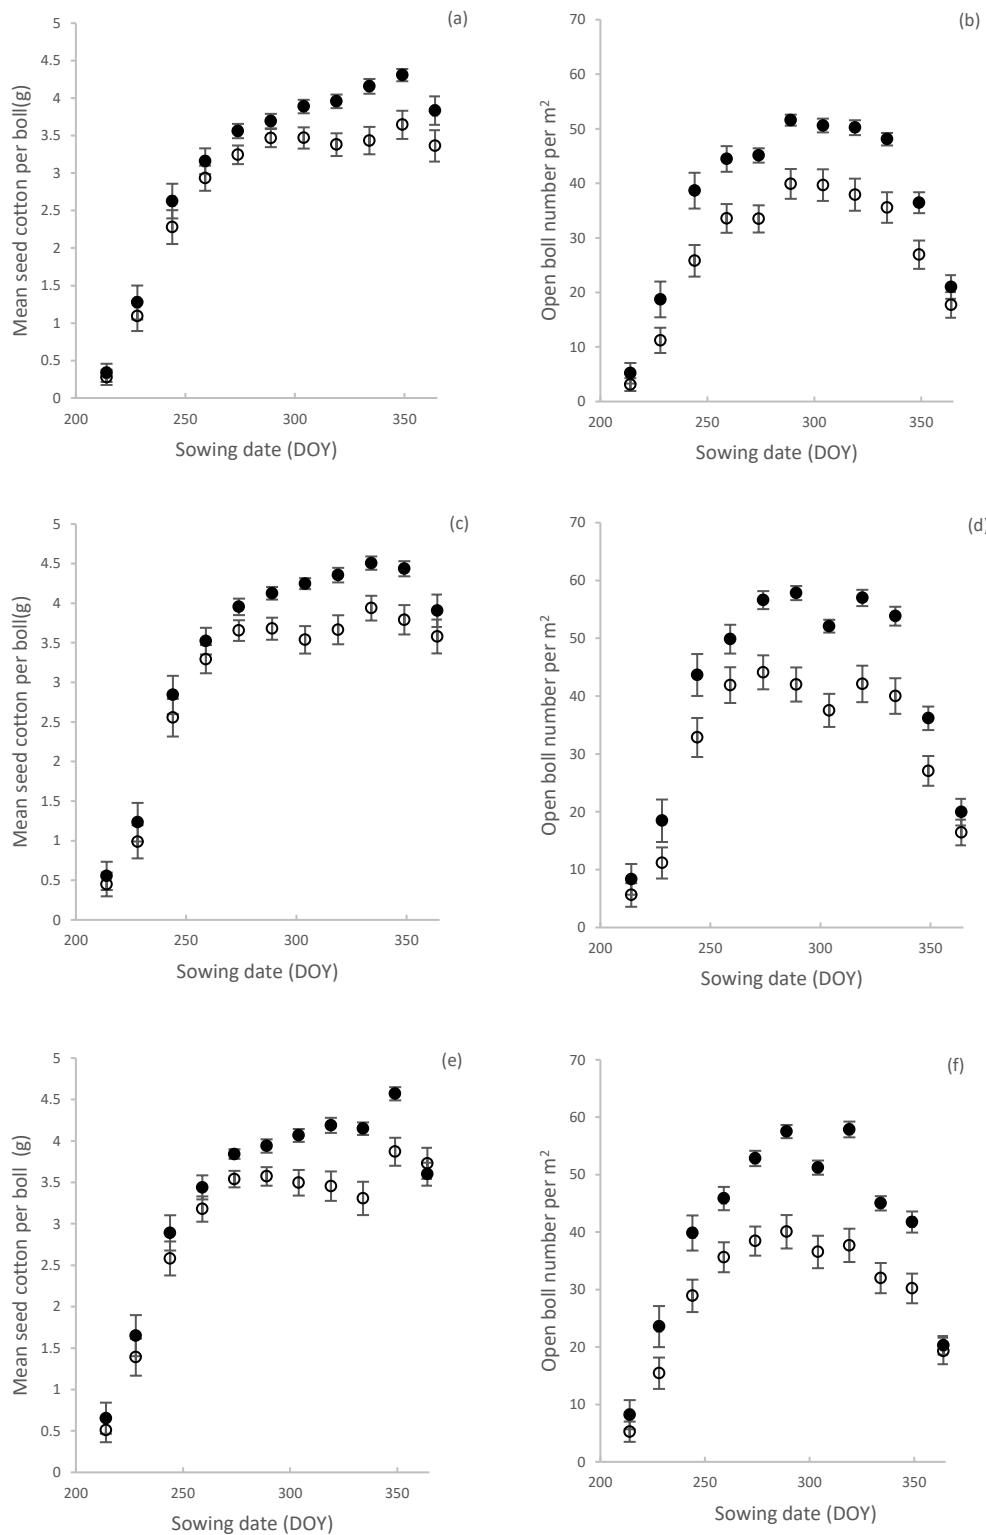 (a)
Mean seed cotton per boll(g)
5
4.5
4
3.5
3
2.5
2
1.5
1
0.5
0
200 250 300 350
Sowing date (DOY)
(b)
Open boll number per m²
70
60
50
40
30
20
10
0
200 250 300 350
Sowing date (DOY)
(c)
Mean seed cotton per boll(g)
5
4.5
4
3.5
3
2.5
2
1.5
1
0.5
0
200 250 300 350
Sowing date (DOY)
(d)
Open boll number per m²
70
60
50
40
30
20
10
0
200 250 300 350
Sowing date (DOY)
(e)
Mean seed cotton per boll (g)
5
4.5
4
3.5
3
2.5
2
1.5
1
0.5
0
200 250 300 350
Sowing date (DOY)
(f)
Open boll number per m²
70
60
50
40
30
20
10
0
200 250 300 350
Sowing date (DOY)